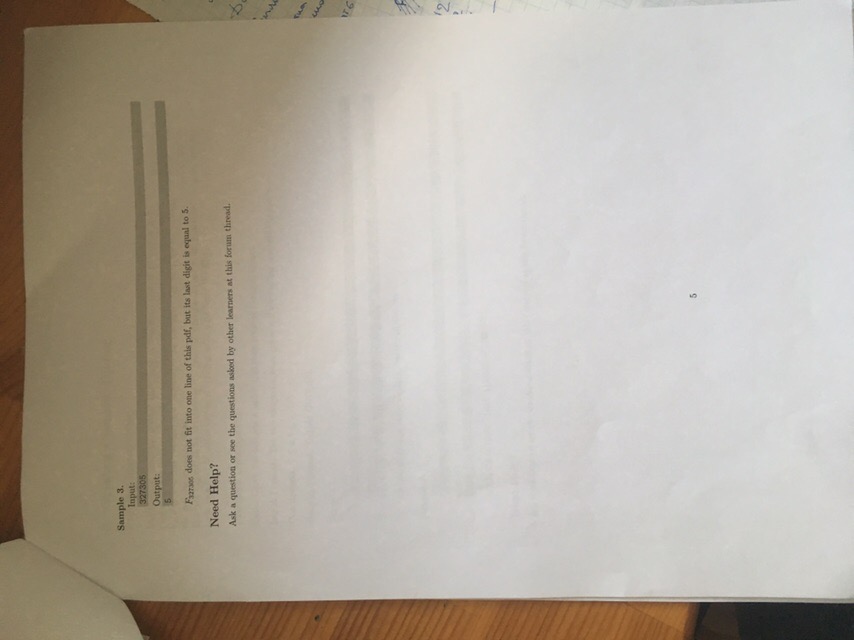 Sample 3.
Input:
327305
Output:
5
F327305 does not fit into one line of this pdf, but its last digit is equal to 5.
Need Help?
Ask a question or see the questions asked by other learners at this forum thread.
12
5